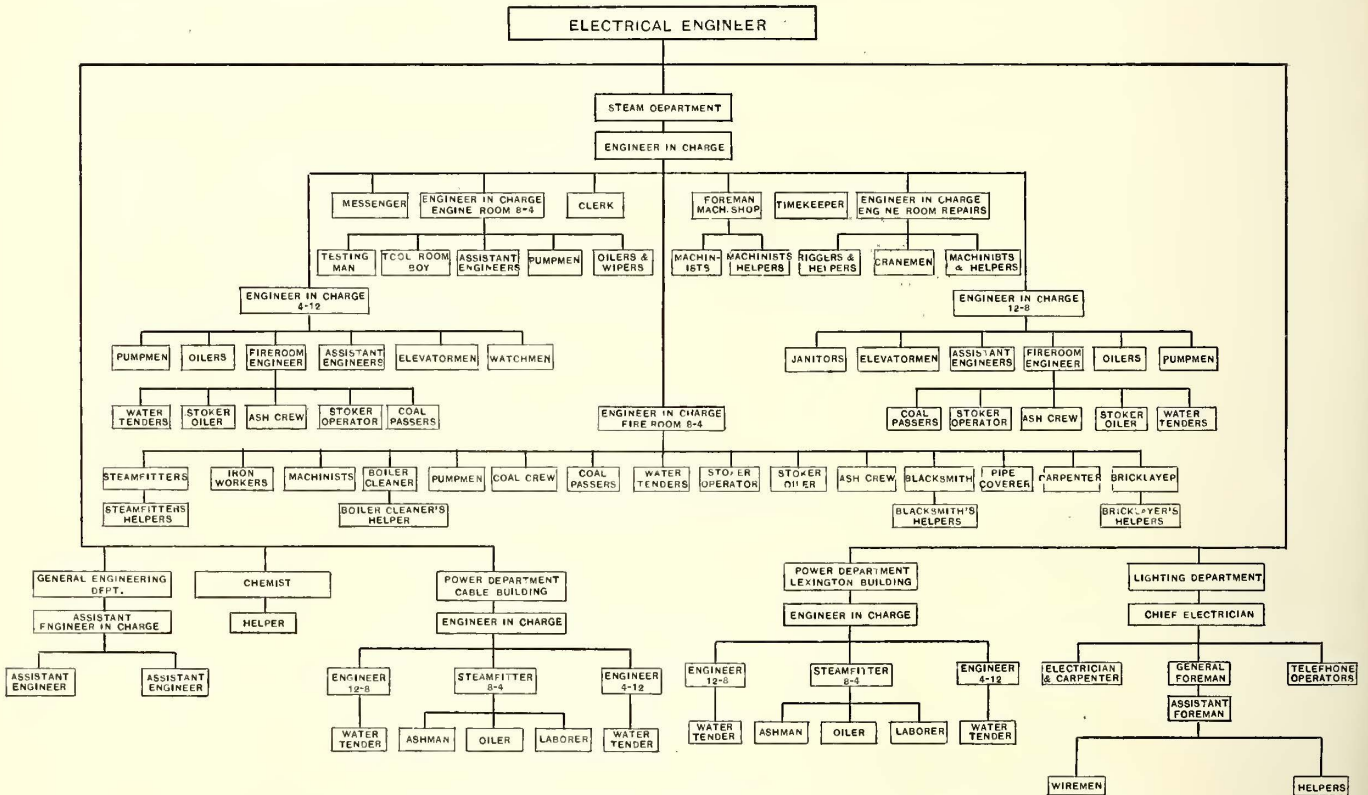 ELECTRICAL ENGINEER
STEAM DEPARTMENT
ENGINEER IN CHARGE
MESSENGER
ENGINEER IN CHARGE
ENGINE ROOM 8-4
CLERK
FOREMAN
MACH. SHOP
TIMEKEEPER
ENGINEER IN CHARGE
ENGINE ROOM REPAIRS
TESTING
MAN
TOOL ROOM
BOY
ASSISTANT
ENGINEERS
PUMPMEN
OILERS &
WIPERS
MACHIN-
ISTS
MACHINISTS
HELPERS
RIGGERS &
HELPERS
CRANEMEN
MACHINISTS
& HELPERS
ENGINEER IN CHARGE
4-12
ENGINEER IN CHARGE
12-8
PUMPMEN
OILERS
FIREROOM
ENGINEER
ASSISTANT
ENGINEERS
ELEVATORMEN
WATCHMEN
JANITORS
ELEVATORMEN
ASSISTANT
ENGINEERS
FIREROOM
ENGINEER
OILERS
PUMPMEN
WATER
TENDERS
STOKER
OILER
ASH CREW
STOKER
OPERATOR
COAL
PASSERS
ENGINEER IN CHARGE
FIRE ROOM 8-4
COAL
PASSERS
STOKER
OPERATOR
ASH CREW
STOKER
OILER
WATER
TENDERS
STEAMFITTERS
IRON
WORKERS
MACHINISTS
BOILER
CLEANER
PUMPMEN
COAL CREW
COAL
PASSERS
WATER
TENDERS
STOKER
OPERATOR
STOKER
OILER
ASH CREW
BLACKSMITH
PIPE
COVERER
CARPENTER
BRICKLAYER
STEAMFITTERS
HELPERS
BOILER CLEANER'S
HELPER
BLACKSMITH'S
HELPERS
BRICKLAYER'S
HELPERS
GENERAL ENGINEERING
DEPT.
CHEMIST
POWER DEPARTMENT
CABLE BUILDING
POWER DEPARTMENT
LEXINGTON BUILDING
LIGHTING DEPARTMENT
ASSISTANT
ENGINEER IN CHARGE
HELPER
ENGINEER IN CHARGE
ENGINEER IN CHARGE
CHIEF ELECTRICIAN
ASSISTANT
ENGINEER
ASSISTANT
ENGINEER
ENGINEER
12-8
STEAMFITTER
8-4
ENGINEER
4-12
ENGINEER
12-8
STEAMFITTER
8-4
ENGINEER
4-12
ELECTRICIAN
& CARPENTER
GENERAL
FOREMAN
TELEPHONE
OPERATORS
WATER
TENDER
ASHMAN
OILER
LABORER
WATER
TENDER
WATER
TENDER
ASHMAN
OILER
LABORER
WATER
TENDER
ASSISTANT
FOREMAN
WIREMEN
HELPERS